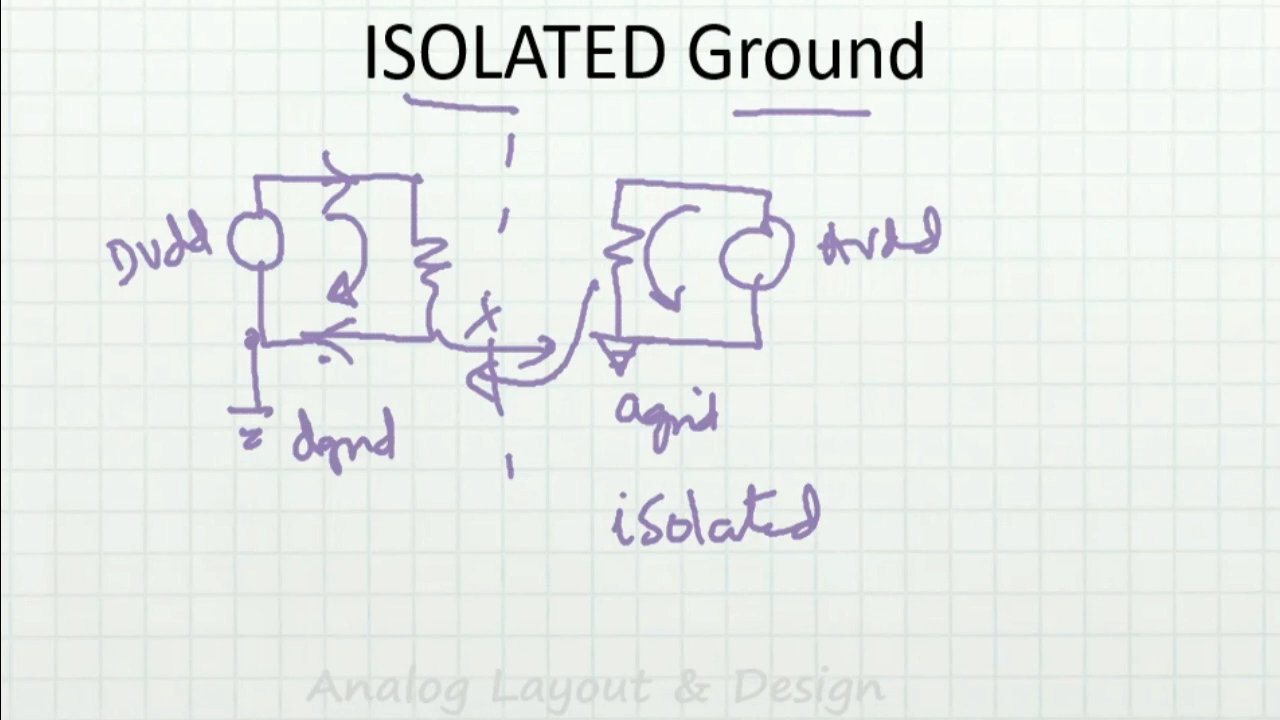 ISOLATED Ground
DVdd
AVdd
X
dgnd
agnd
isolated
Analog Layout & Design